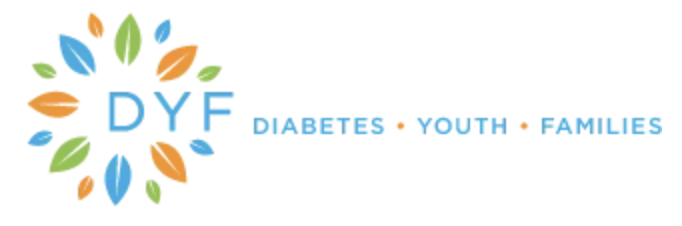 DYF
DIABETES • YOUTH • FAMILIES